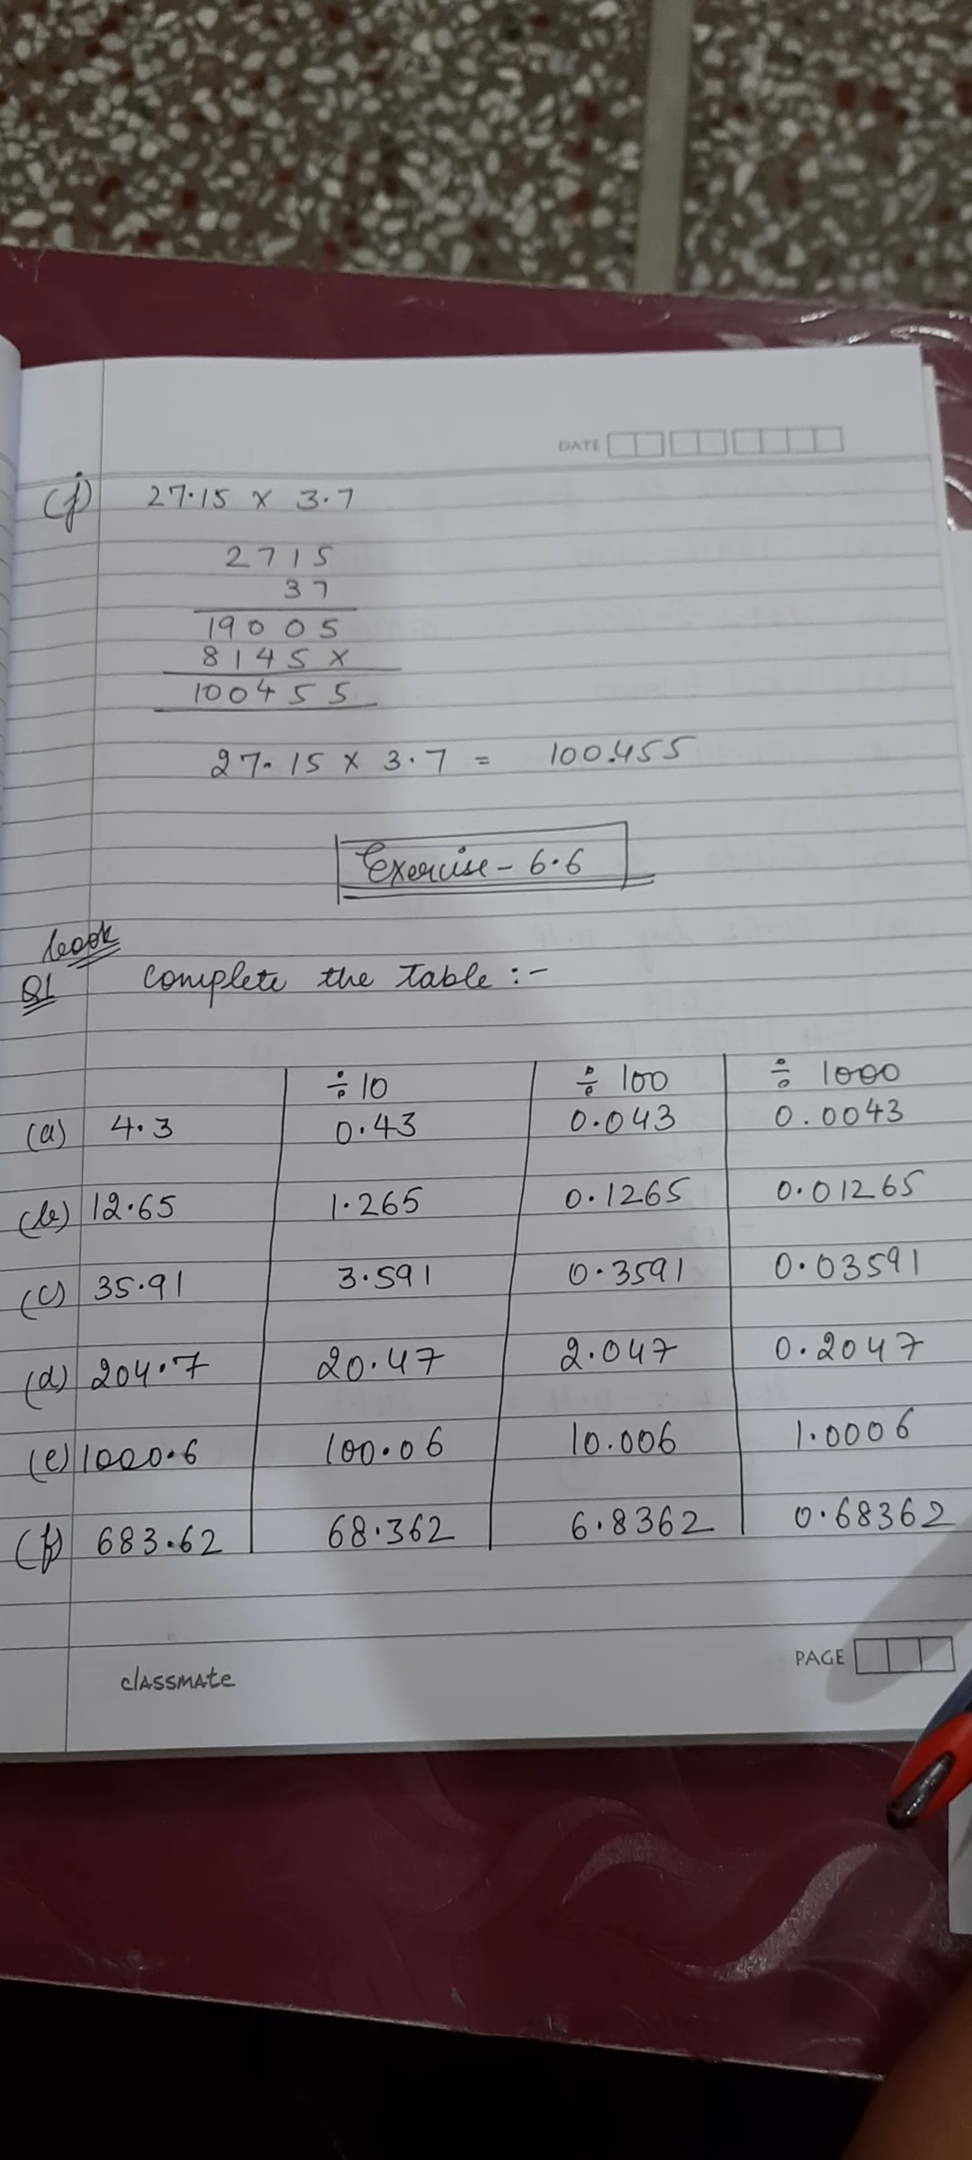 DATE
(j) 27.15 x 3.7
2715
37
19005
8145x
100455
27.15 x 3.7 = 100.455
Exercise - 6.6
Book
Q1 Complete the table :-
÷ 10 ÷ 100 ÷ 1000
(a) 4.3 0.43 0.043 0.0043
(b) 12.65 1.265 0.1265 0.01265
(c) 35.91 3.591 0.3591 0.03591
(d) 204.7 20.47 2.047 0.2047
(e) 1000.6 100.06 10.006 1.0006
(f) 683.62 68.362 6.8362 0.68362
classmate PAGE